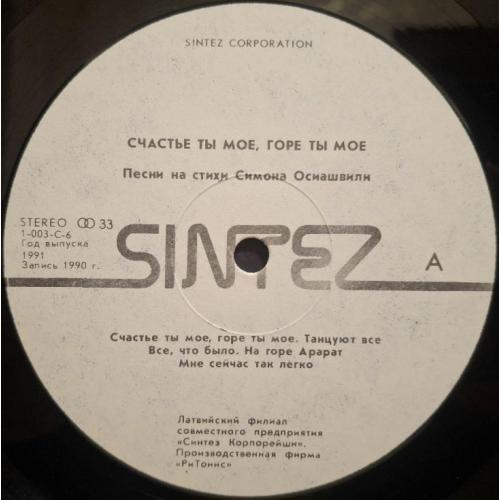 SINTEZ CORPORATION
СЧАСТЬЕ ТЫ МОЕ, ГОРЕ ТЫ МОЕ
Песни на стихи Симона Осиашвили
STEREO 33
1-003-С-6
Год выпуска
1991
Запись 1990 г.
SINTEZ
A
Счастье ты мое, горе ты мое. Танцуют все
Все, что было. На горе Арарат
Мне сейчас так легко
Латвийский филиал
совместного предприятия
«Синтез Корпорейшн».
Производственная фирма
«РиТонис»